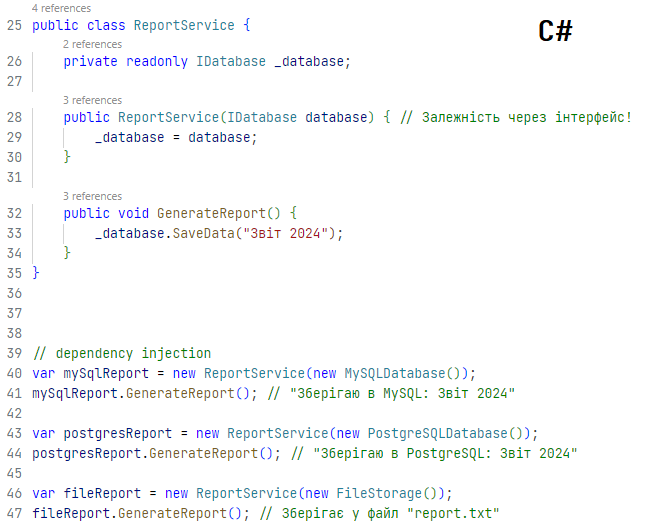 4 references
25 public class ReportService {
2 references
26 private readonly IDatabase _database;
27
3 references
28 public ReportService(IDatabase database) { // Залежність через інтерфейс!
29 _database = database;
30 }
31
3 references
32 public void GenerateReport() {
33 _database.SaveData("Звіт 2024");
34 }
35 }
36
37
38
39 // dependency injection
40 var mySqlReport = new ReportService(new MySQLDatabase());
41 mySqlReport.GenerateReport(); // "Зберігаю в MySQL: Звіт 2024"
42
43 var postgresReport = new ReportService(new PostgreSQLDatabase());
44 postgresReport.GenerateReport(); // "Зберігаю в PostgreSQL: Звіт 2024"
45
46 var fileReport = new ReportService(new FileStorage());
47 fileReport.GenerateReport(); // Зберігає у файл "report.txt"
C#